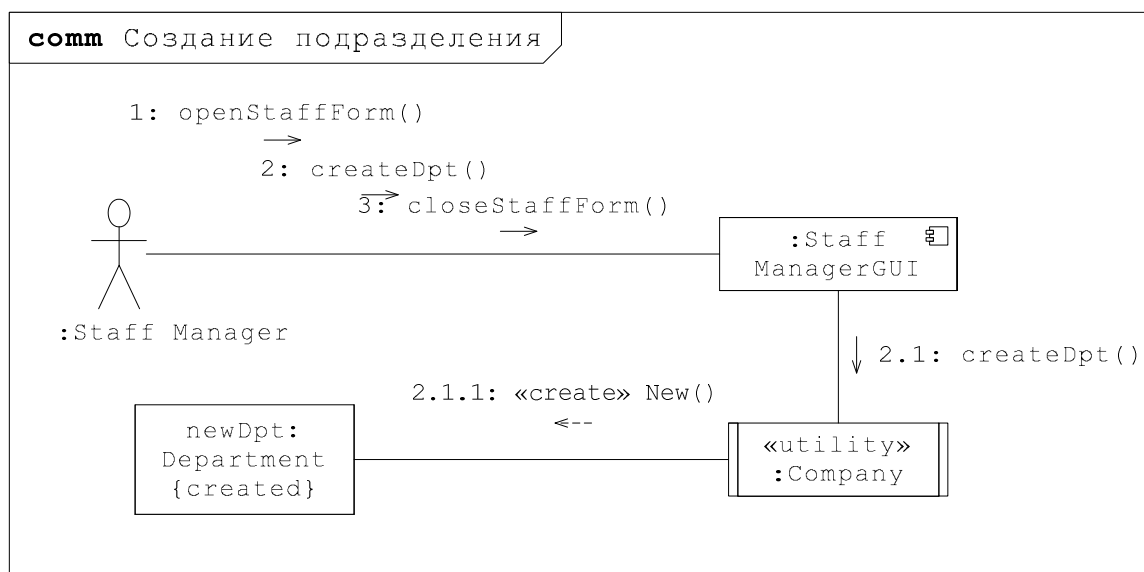 comm Создание подразделения
1: openStaffForm()
2: createDpt()
3: closeStaffForm()
:Staff
ManagerGUI
:Staff Manager
2.1: createDpt()
2.1.1: «create» New()
newDpt:
Department
{created}
«utility»
:Company